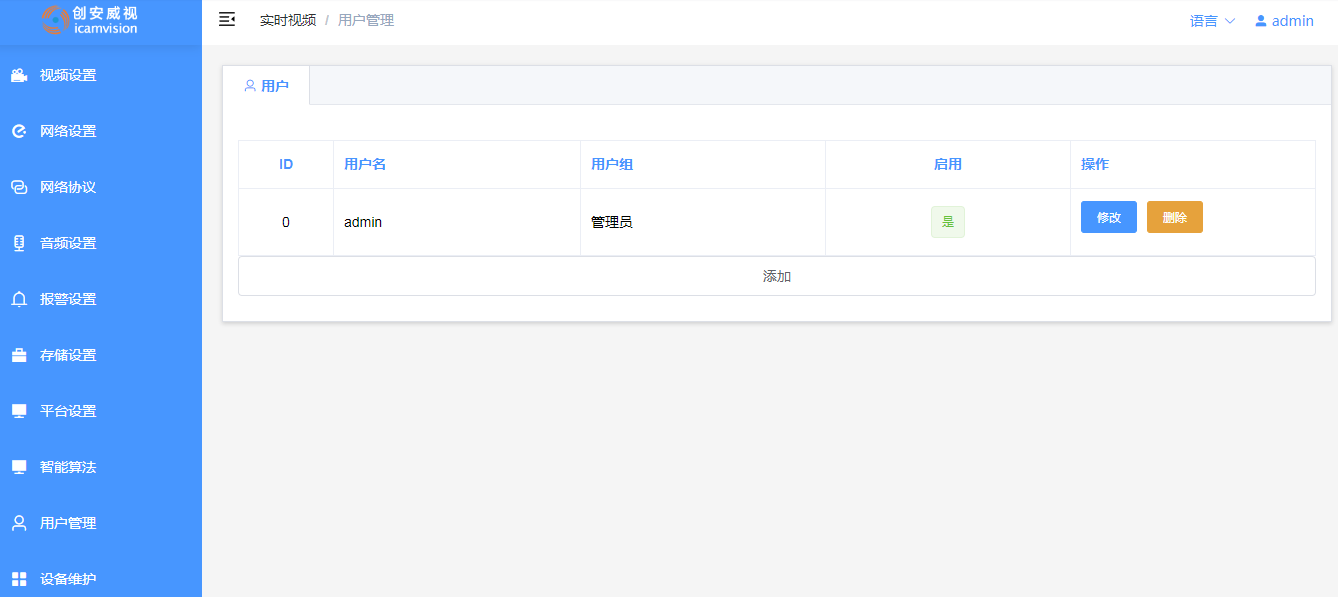 创安威视
icamvision
实时视频 / 用户管理
语言
admin
视频设置
网络设置
网络协议
音频设置
报警设置
存储设置
平台设置
智能算法
用户管理
设备维护
用户
ID 用户名 用户组 启用 操作
0 admin 管理员 是 修改 删除
添加